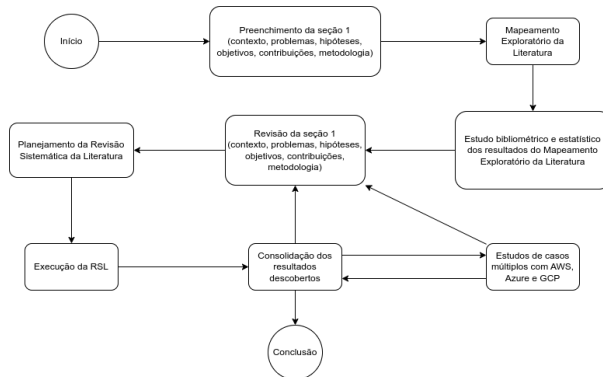 Início
Preenchimento da seção 1
(contexto, problemas, hipóteses,
objetivos, contribuições, metodologia)
Mapeamento
Exploratório da
Literatura
Estudo bibliométrico e estatístico
dos resultados do Mapeamento
Exploratório da Literatura
Revisão da seção 1
(contexto, problemas, hipóteses,
objetivos, contribuições,
metodologia)
Planejamento da Revisão
Sistemática da Literatura
Execução da RSL
Consolidação dos
resultados
descobertos
Estudos de casos
múltiplos com AWS,
Azure e GCP
Conclusão